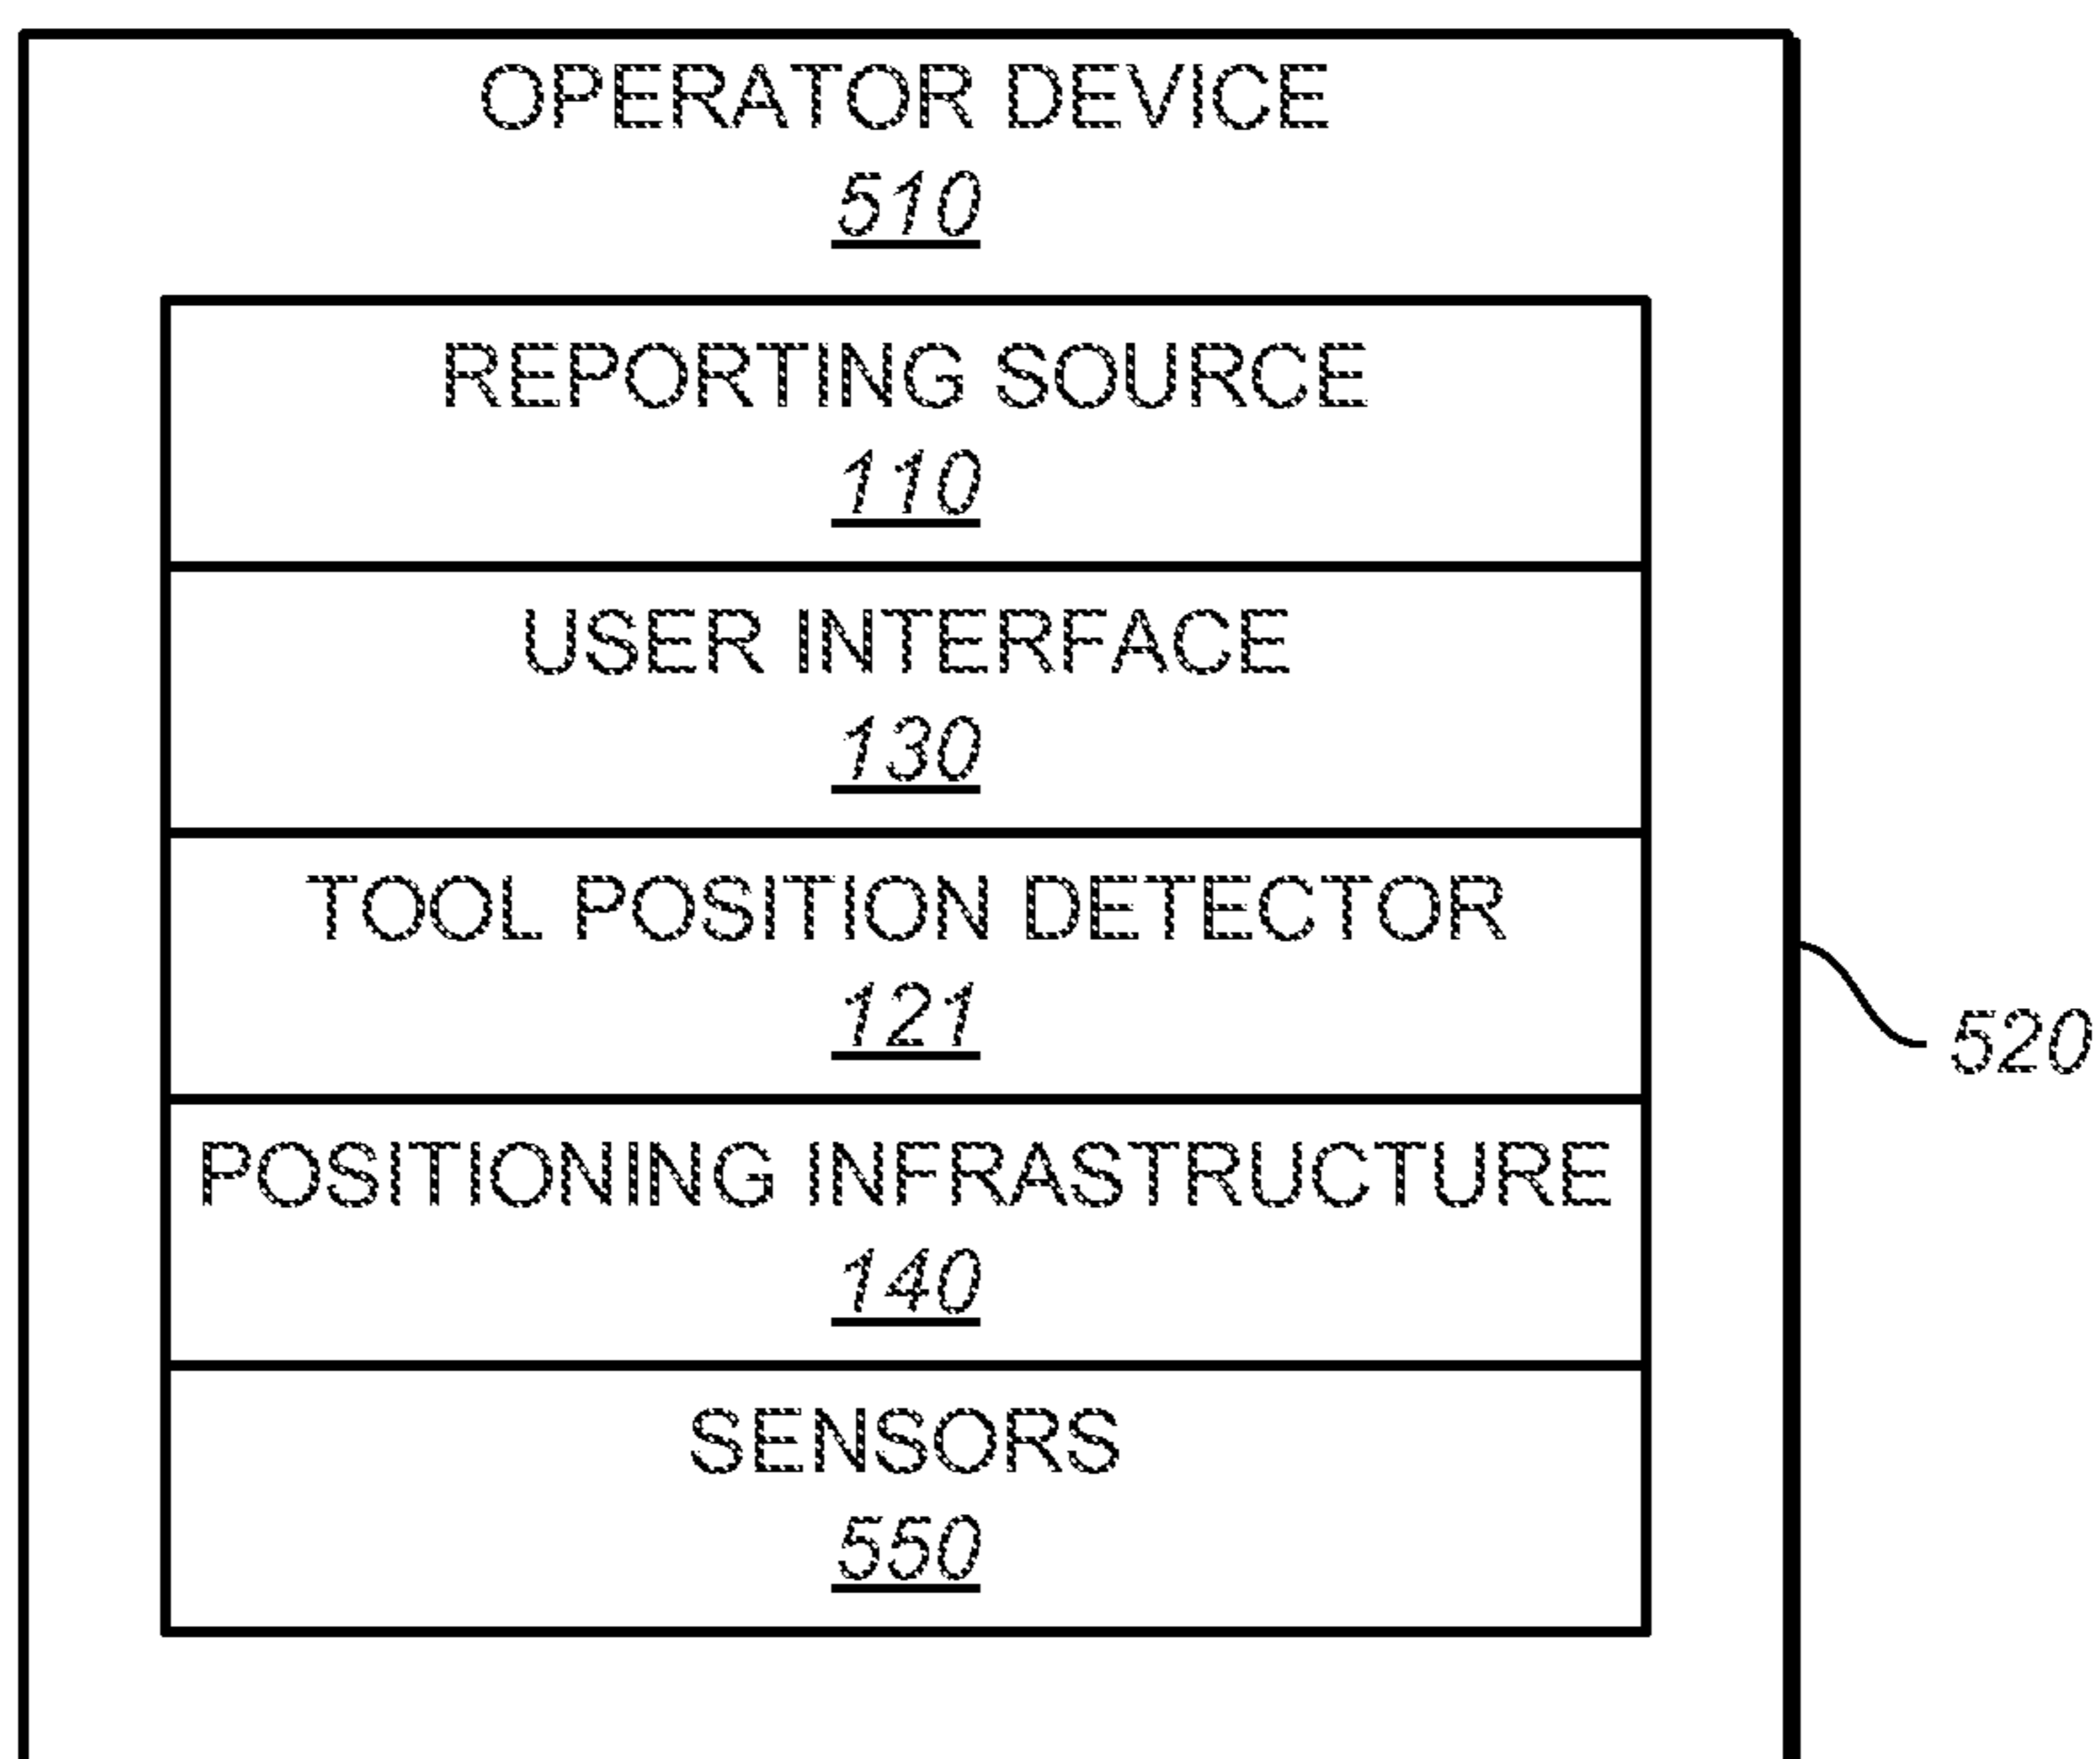 OPERATOR DEVICE
510
REPORTING SOURCE
110
USER INTERFACE
130
TOOL POSITION DETECTOR
121
520
POSITIONING INFRASTRUCTURE
140
SENSORS
550